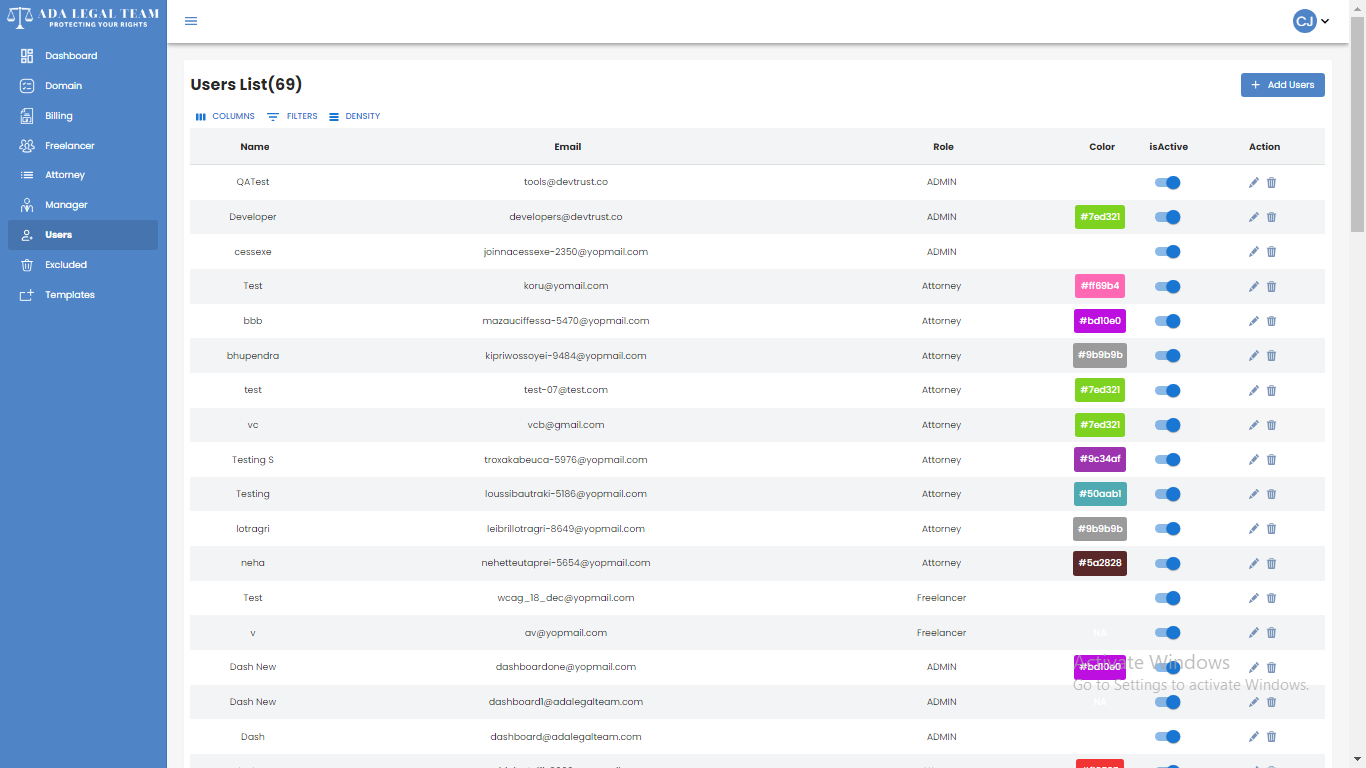 ADA LEGAL TEAM
PROTECTING YOUR RIGHTS
CJ
Dashboard
Domain
Billing
Freelancer
Attorney
Manager
Users
Excluded
Templates
Users List(69)
+ Add Users
COLUMNS FILTERS DENSITY
Name Email Role Color isActive Action
QATest tools@devtrust.co ADMIN
Developer developers@devtrust.co ADMIN #7ed321
cessexe joinnacessexe-2350@yopmail.com ADMIN
Test koru@yomail.com Attorney #ff69b4
bbb mazauciffessa-5470@yopmail.com Attorney #bd10e0
bhupendra kipriwossoyei-9484@yopmail.com Attorney #9b9b9b
test test-07@test.com Attorney #7ed321
vc vcb@gmail.com Attorney #7ed321
Testing S troxakabeuca-5976@yopmail.com Attorney #9c34af
Testing loussibautraki-5186@yopmail.com Attorney #50aab1
lotragri leibrillotragri-8649@yopmail.com Attorney #9b9b9b
neha nehetteutaprei-5654@yopmail.com Attorney #5a2828
Test wcag_18_dec@yopmail.com Freelancer
v av@yopmail.com Freelancer NA
Dash New dashboardone@yopmail.com ADMIN #bd10e0
Activate Windows
Go to Settings to activate Windows.
Dash New dashboard1@adalegalteam.com ADMIN NA
Dash dashboard@adalegalteam.com ADMIN